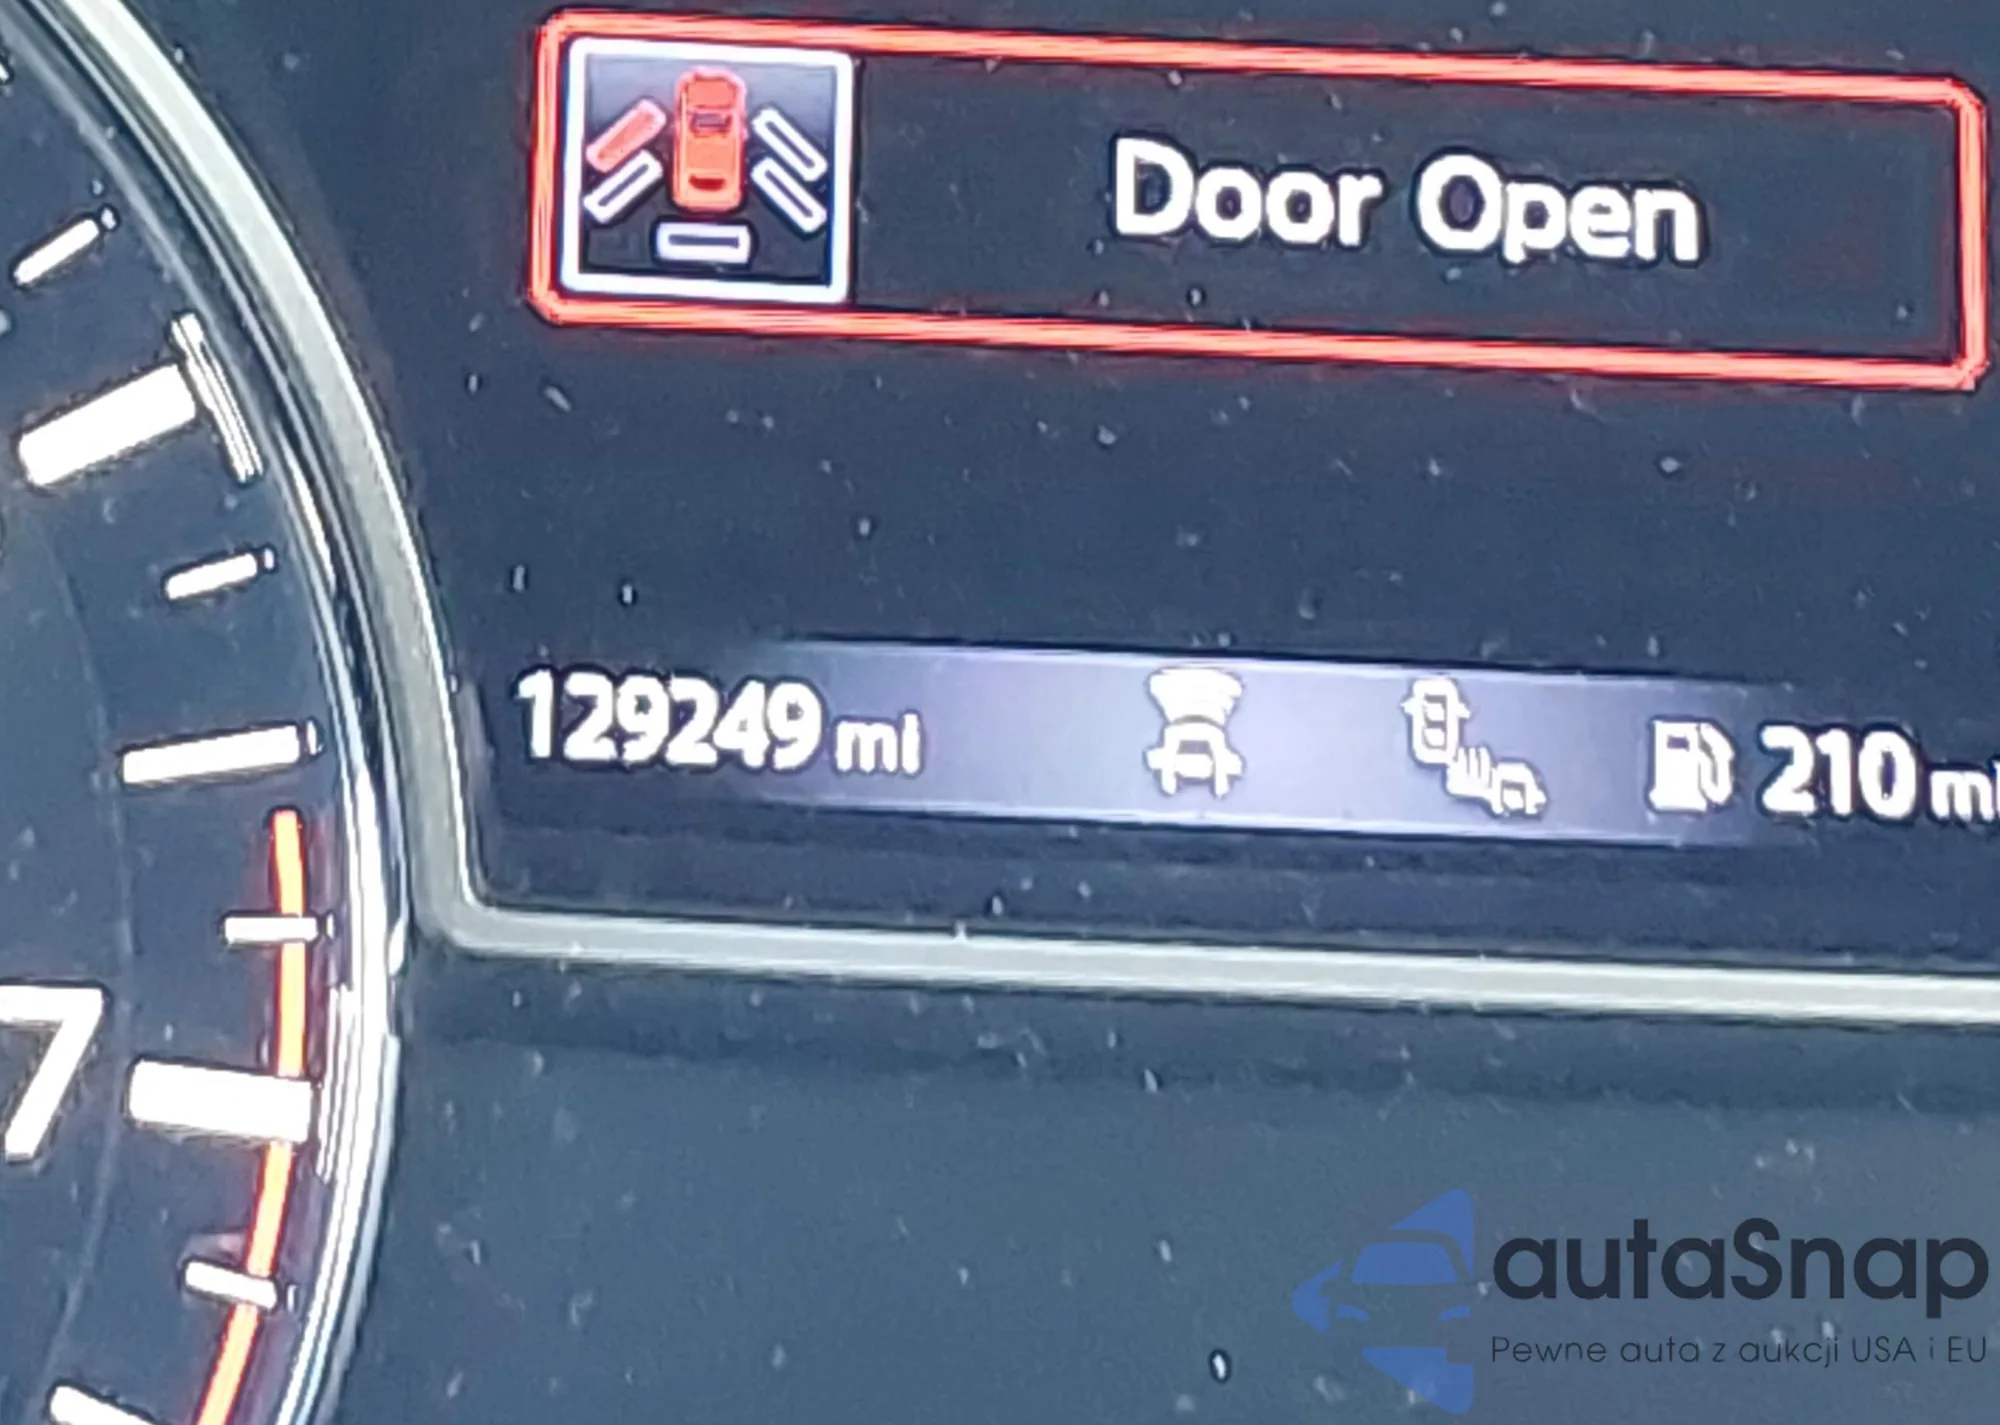 Door Open
129249 mi
210 mi
7
autaSnap
Pewne auta z aukcji USA i EU